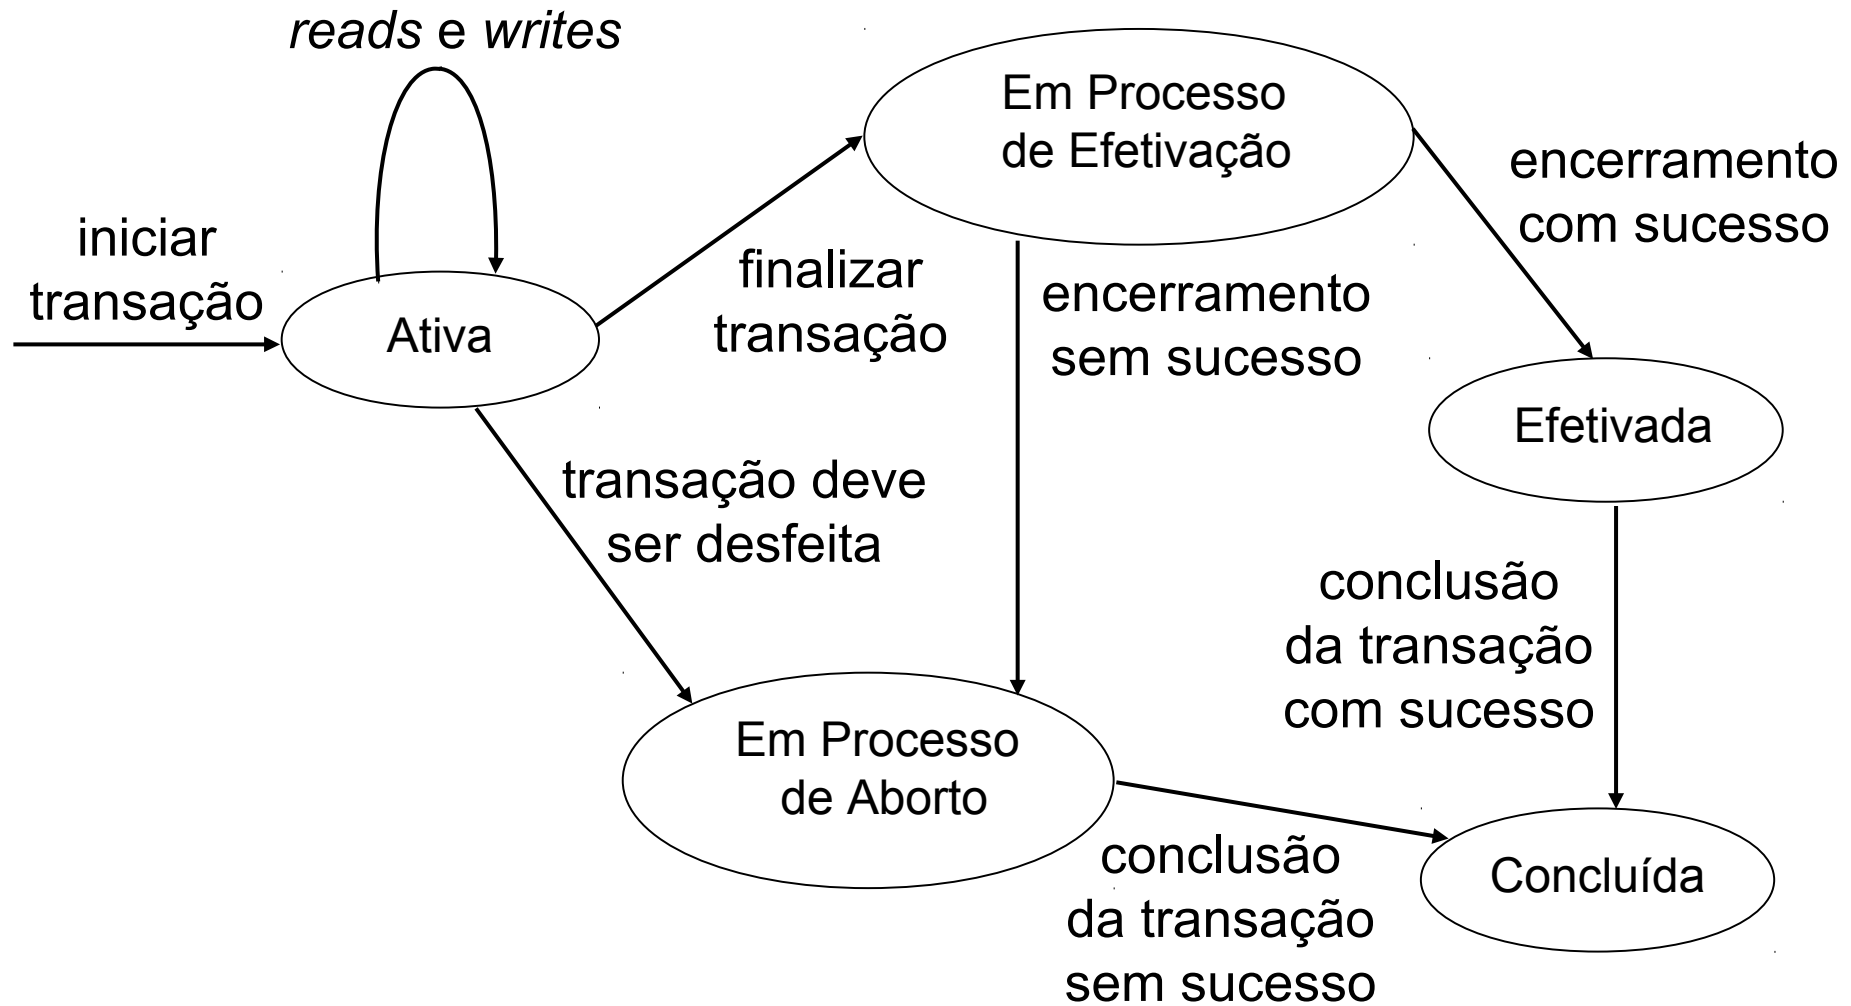 reads e writes
iniciar
transação
Ativa
finalizar
transação
Em Processo
de Efetivação
encerramento
com sucesso
encerramento
sem sucesso
Efetivada
transação deve
ser desfeita
conclusão
da transação
com sucesso
Em Processo
de Aborto
conclusão
da transação
sem sucesso
Concluída